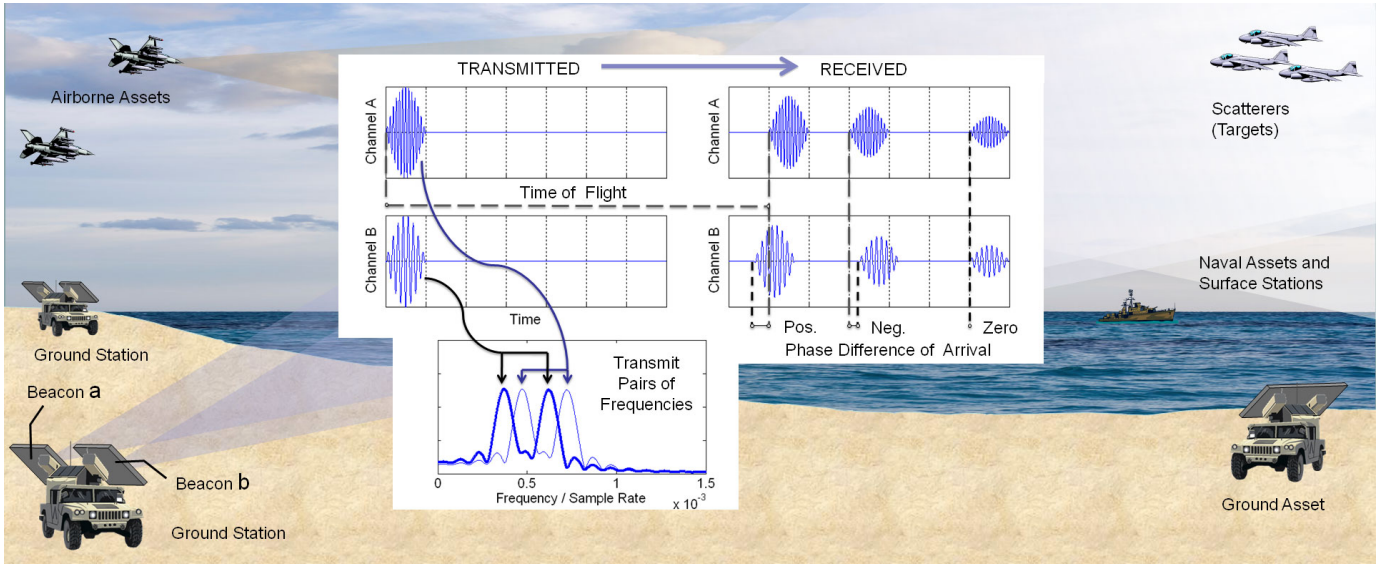 Airborne Assets
TRANSMITTED
RECEIVED
Channel A
Channel A
Scatterers
(Targets)
Time of Flight
Channel B
Channel B
Time
Pos.
Neg.
Zero
Phase Difference of Arrival
Naval Assets and
Surface Stations
Ground Station
Beacon a
Beacon b
Ground Station
Transmit
Pairs of
Frequencies
0
0.5
1
1.5
x 10⁻³
Frequency / Sample Rate
Ground Asset